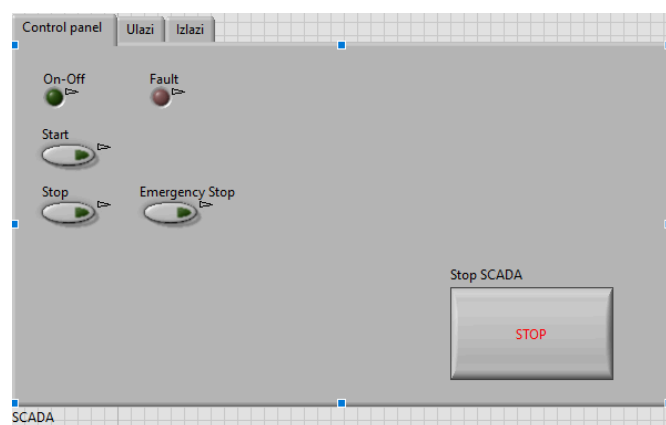 Control panel Ulazi Izlazi
On-Off Fault
Start
Stop Emergency Stop
Stop SCADA
STOP
SCADA